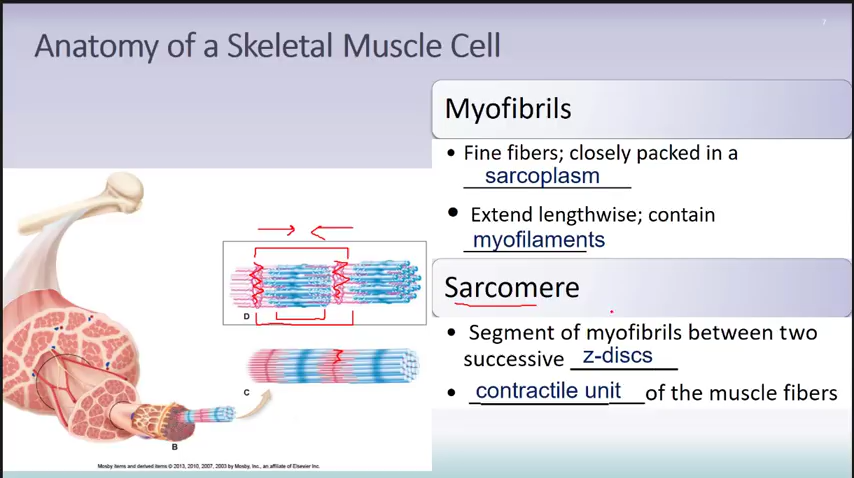 7
Anatomy of a Skeletal Muscle Cell
Myofibrils
• Fine fibers; closely packed in a
sarcoplasm
• Extend lengthwise; contain
myofilaments
Sarcomere
• Segment of myofibrils between two
successive z-discs
• contractile unit of the muscle fibers
D
C
B
Mosby items and derived items © 2013, 2010, 2007, 2003 by Mosby, Inc., an affiliate of Elsevier Inc.